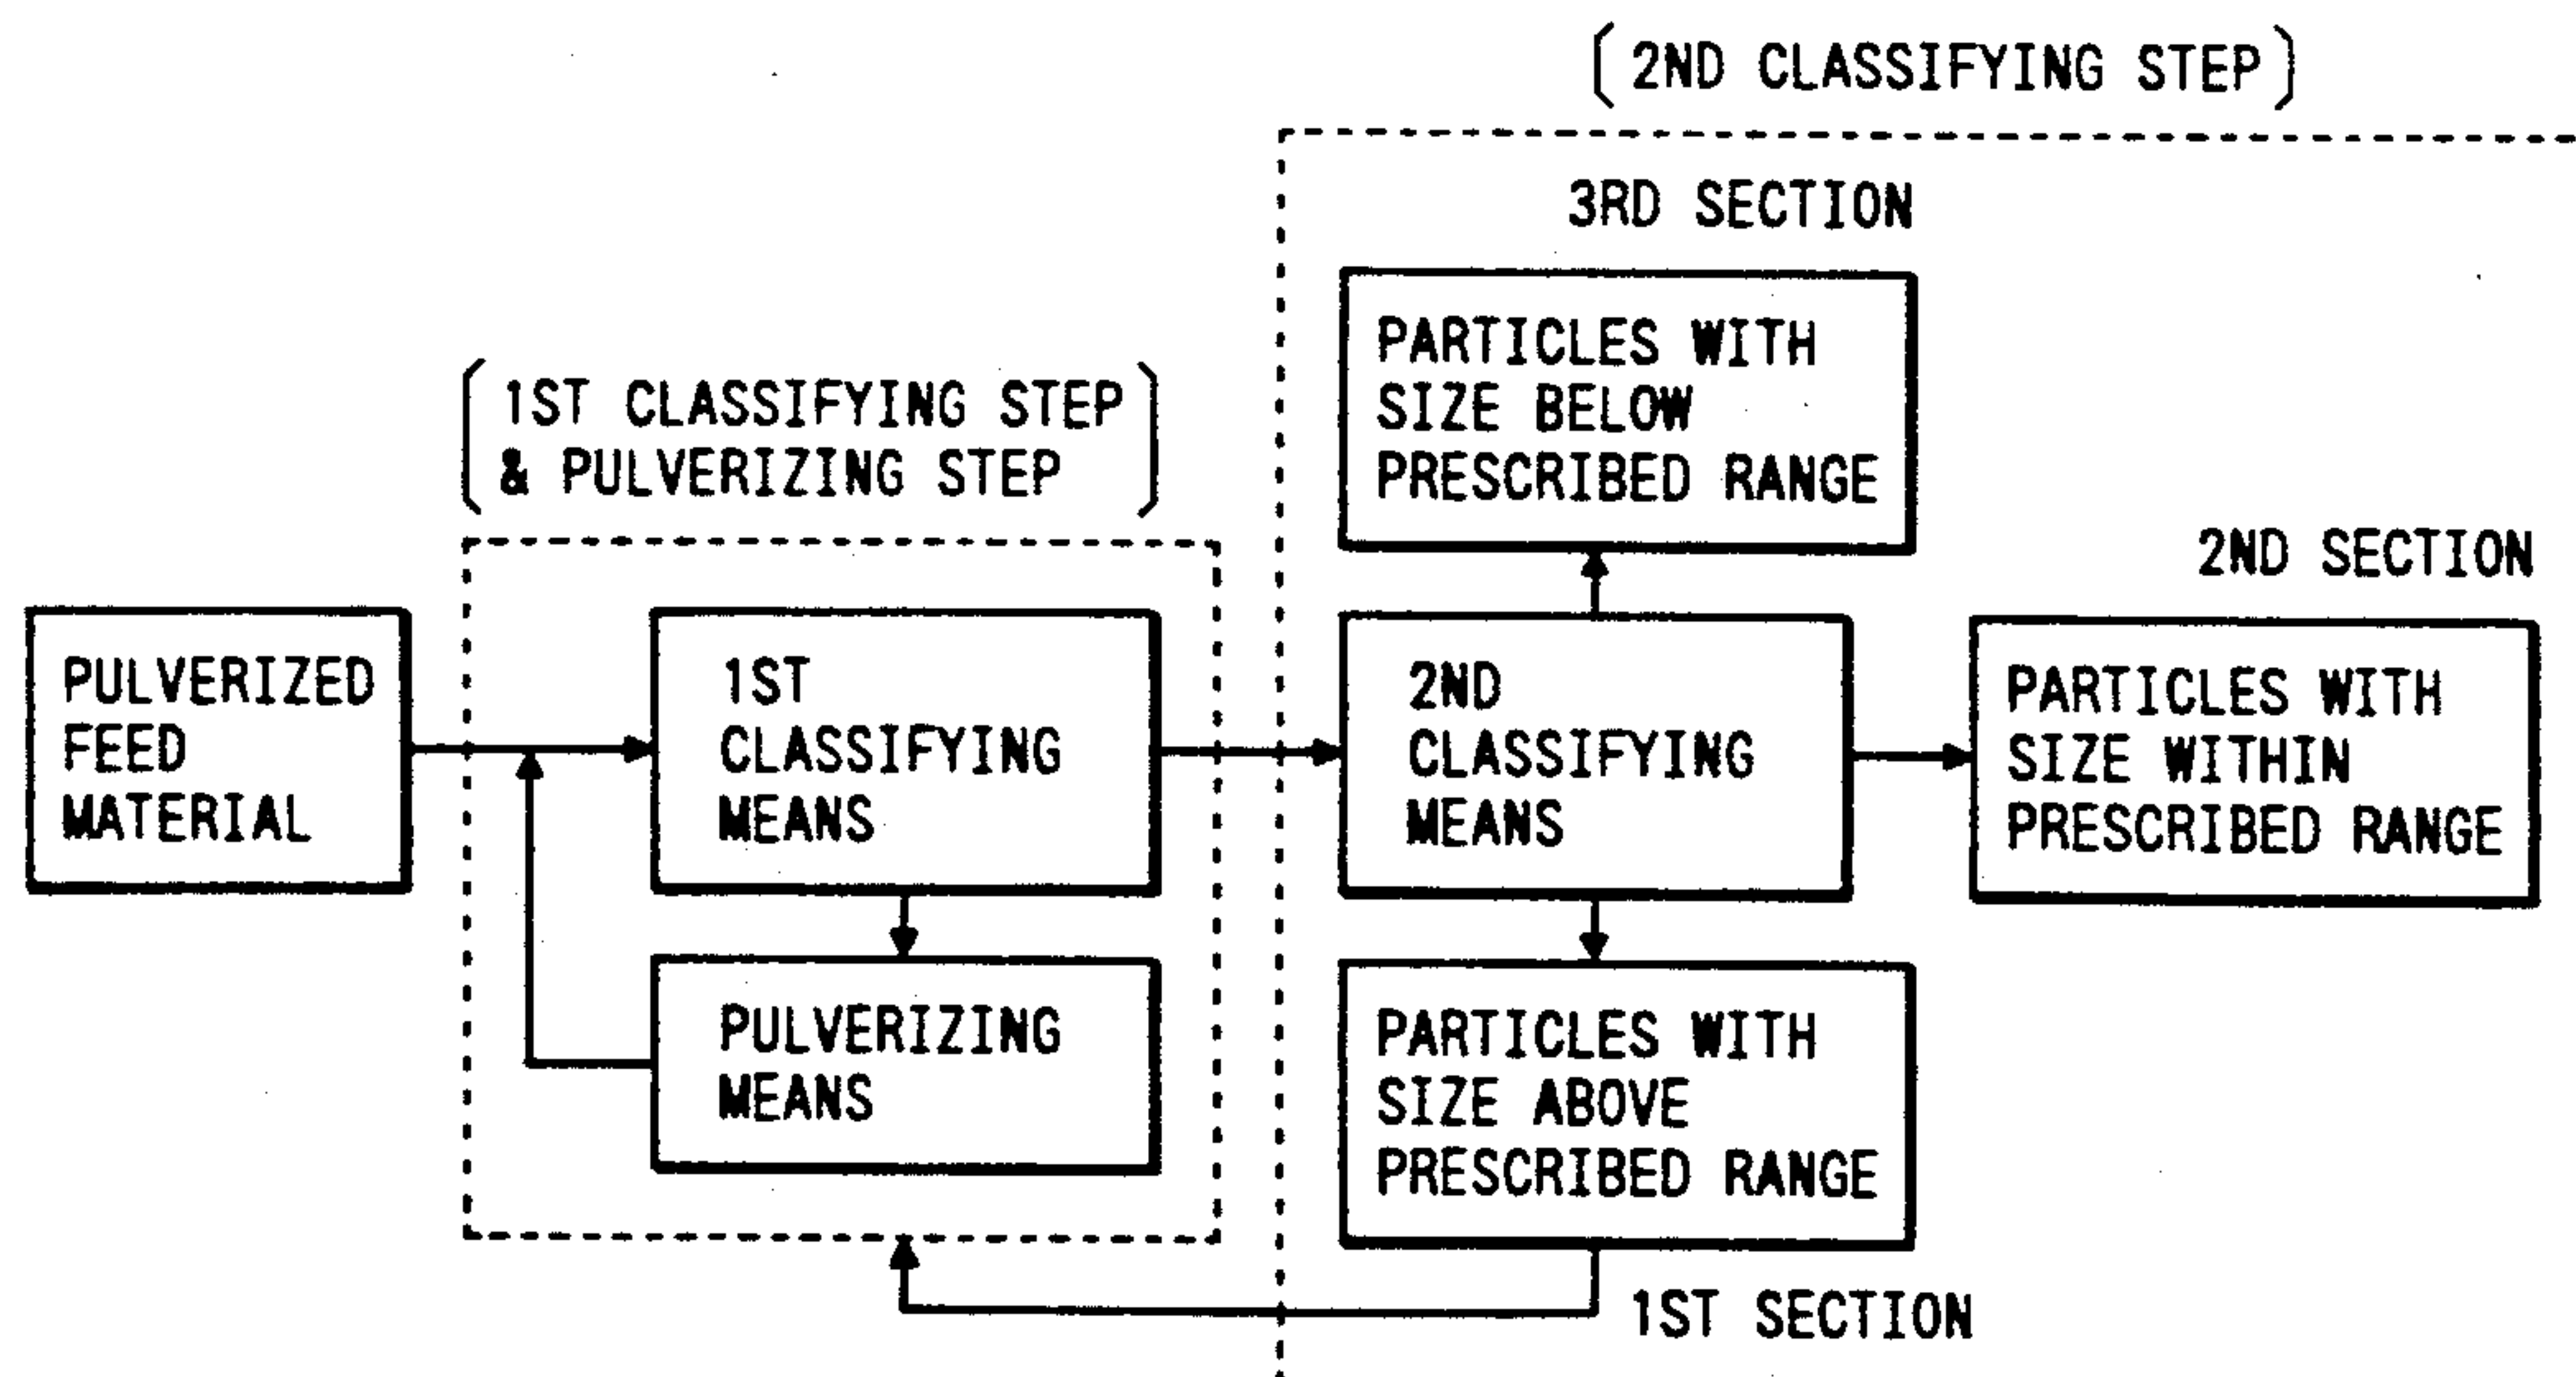 [2ND CLASSIFYING STEP]
3RD SECTION
PARTICLES WITH
SIZE BELOW
PRESCRIBED RANGE
[1ST CLASSIFYING STEP
& PULVERIZING STEP]
2ND SECTION
PULVERIZED
FEED
MATERIAL
1ST
CLASSIFYING
MEANS
2ND
CLASSIFYING
MEANS
PARTICLES WITH
SIZE WITHIN
PRESCRIBED RANGE
PULVERIZING
MEANS
PARTICLES WITH
SIZE ABOVE
PRESCRIBED RANGE
1ST SECTION